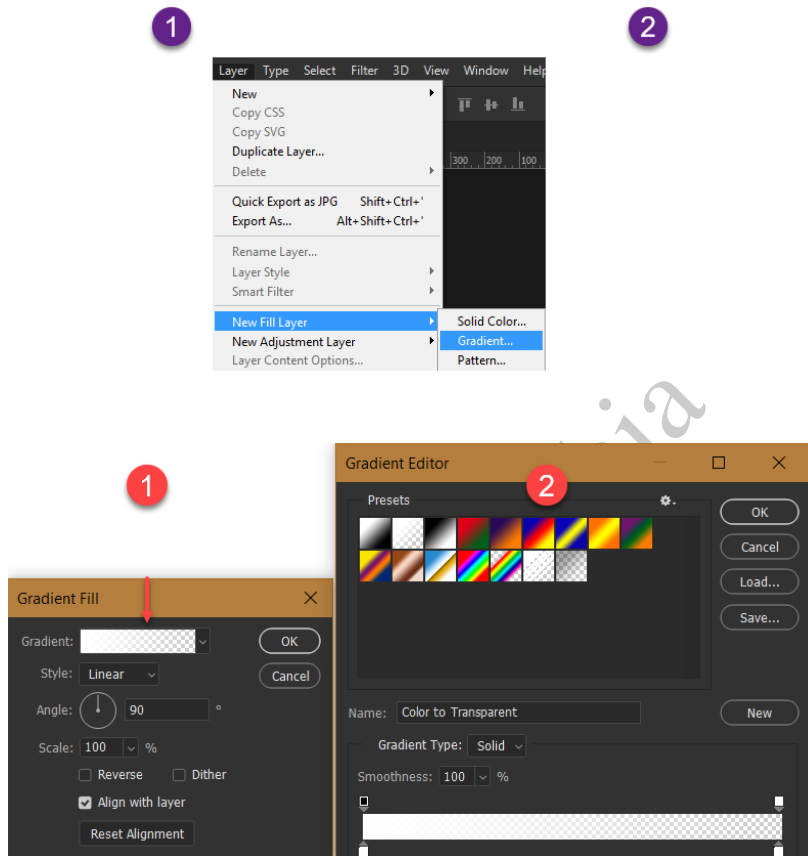 1
2
Layer Type Select Filter 3D View Window Help
New
Copy CSS
Copy SVG
Duplicate Layer...
Delete
300 200 100
Quick Export as JPG Shift+Ctrl+'
Export As... Alt+Shift+Ctrl+'
Rename Layer...
Layer Style
Smart Filter
New Fill Layer
New Adjustment Layer
Layer Content Options...
Solid Color...
Gradient...
Pattern...
1
Gradient Fill
Gradient:
OK
Style: Linear
Cancel
Angle: 90 °
Scale: 100 %
Reverse Dither
Align with layer
Reset Alignment
Gradient Editor
2
Presets
OK
Cancel
Load...
Save...
Name: Color to Transparent
New
Gradient Type: Solid
Smoothness: 100 %